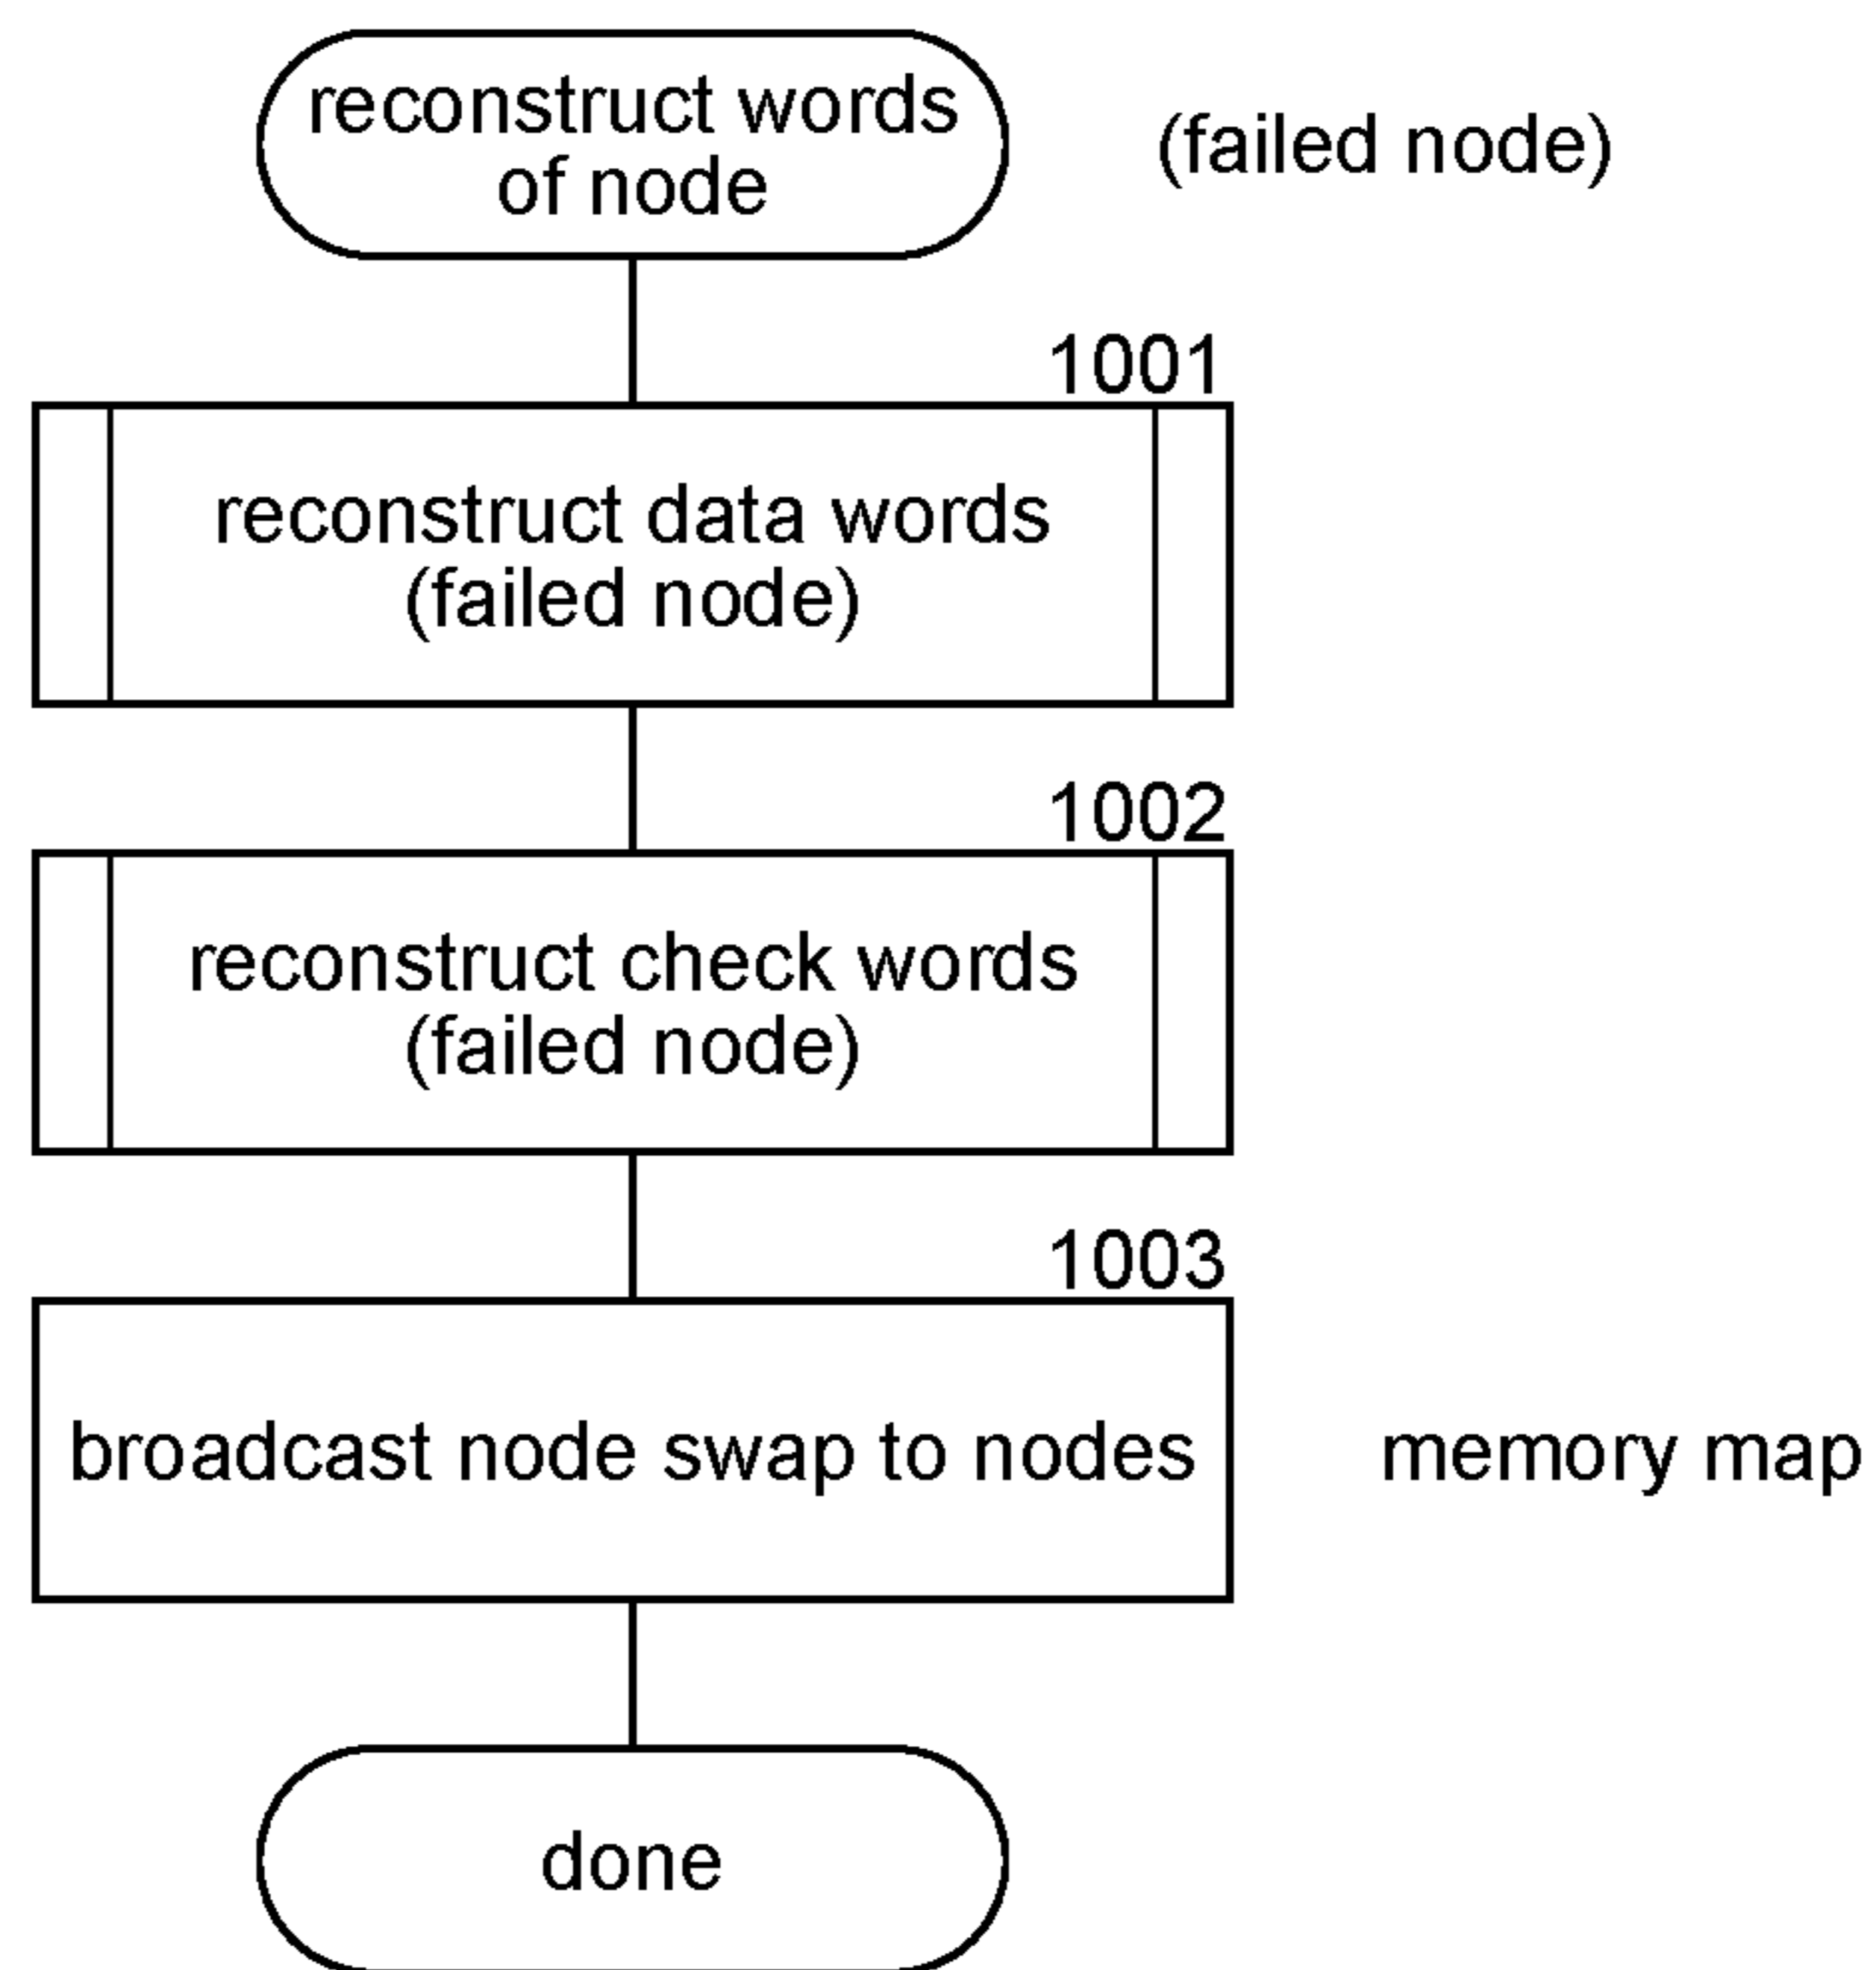 reconstruct words
of node
(failed node)
1001
reconstruct data words
(failed node)
1002
reconstruct check words
(failed node)
1003
broadcast node swap to nodes
memory map
done